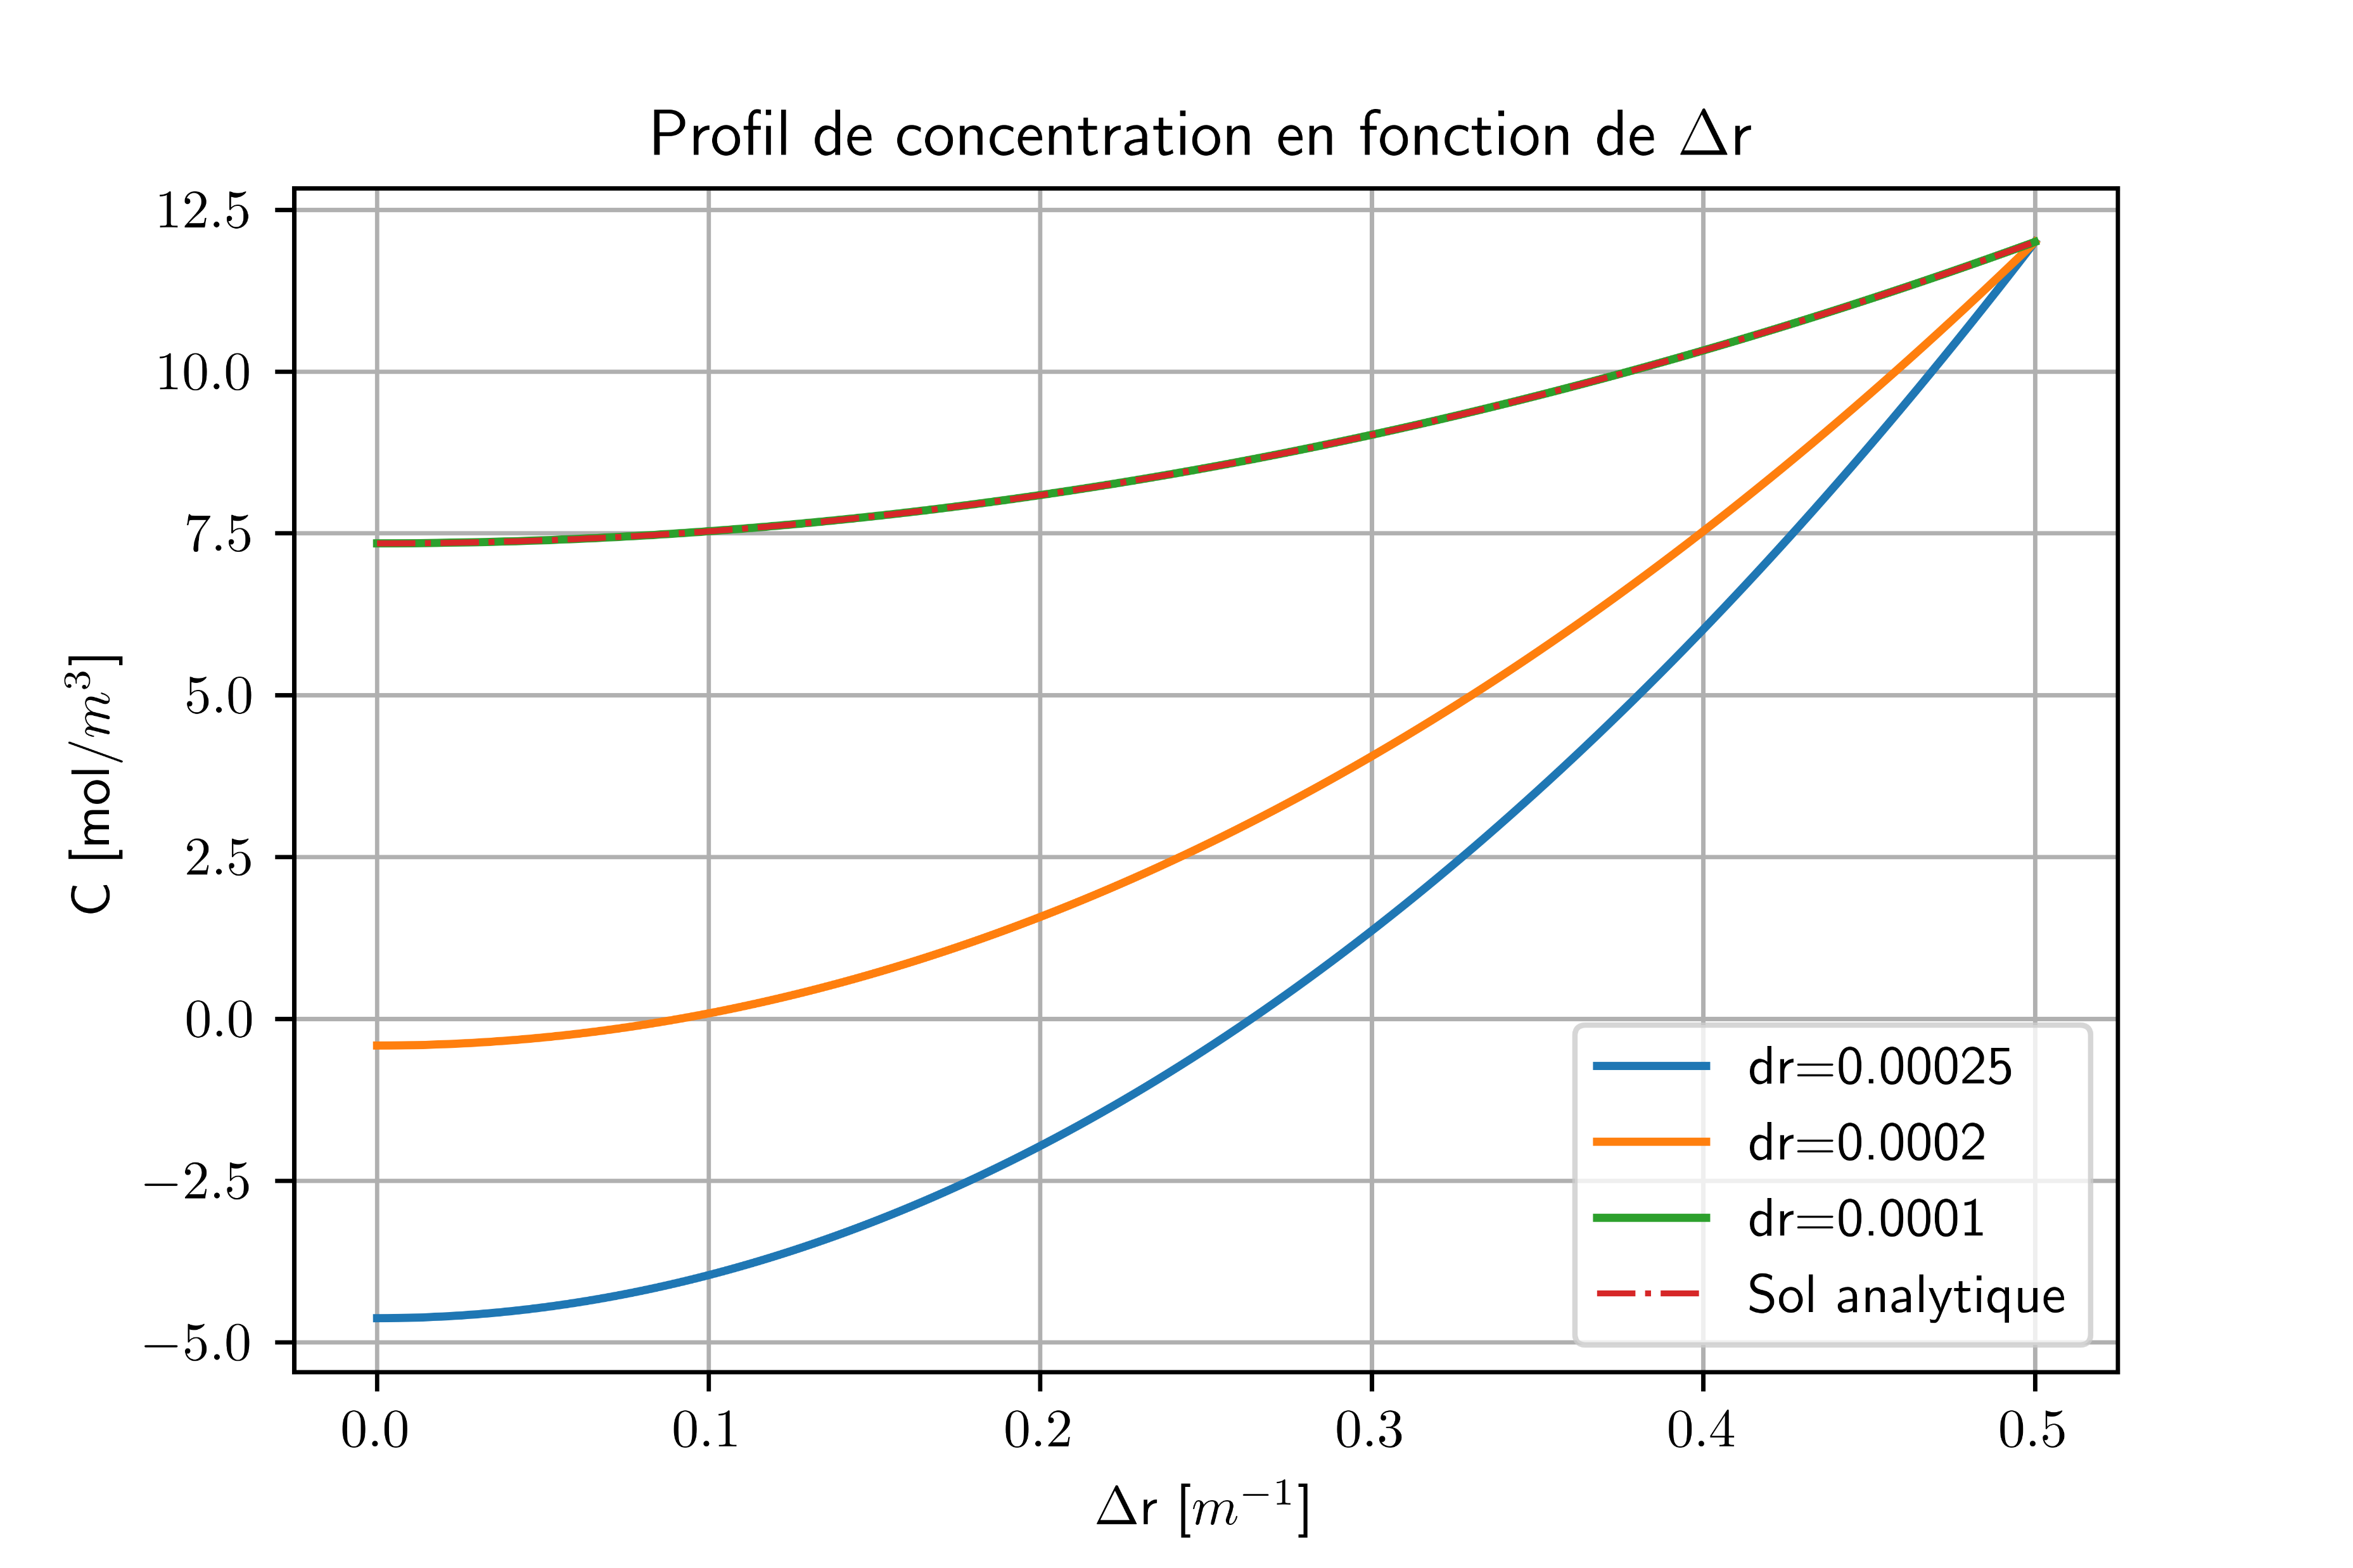 Profil de concentration en fonction de Δr
12.5
10.0
7.5
5.0
2.5
0.0
−2.5
−5.0
C [mol/m³]
dr=0.00025
dr=0.0002
dr=0.0001
Sol analytique
0.0 0.1 0.2 0.3 0.4 0.5
Δr [m⁻¹]